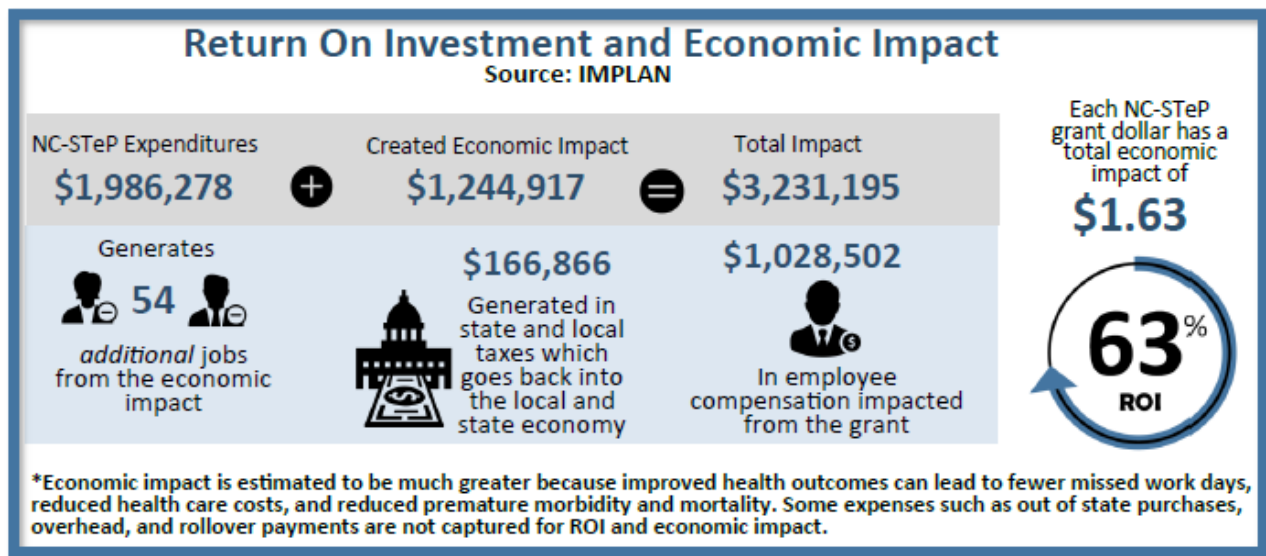 Return On Investment and Economic Impact
Source: IMPLAN
NC-STeP Expenditures
$1,986,278
+
Created Economic Impact
$1,244,917
=
Total Impact
$3,231,195
Generates
54
additional jobs
from the economic
impact
$166,866
Generated in
state and local
taxes which
goes back into
the local and
state economy
$1,028,502
$
In employee
compensation impacted
from the grant
Each NC-STeP
grant dollar has a
total economic
impact of
$1.63
63%
ROI
*Economic impact is estimated to be much greater because improved health outcomes can lead to fewer missed work days,
reduced health care costs, and reduced premature morbidity and mortality. Some expenses such as out of state purchases,
overhead, and rollover payments are not captured for ROI and economic impact.